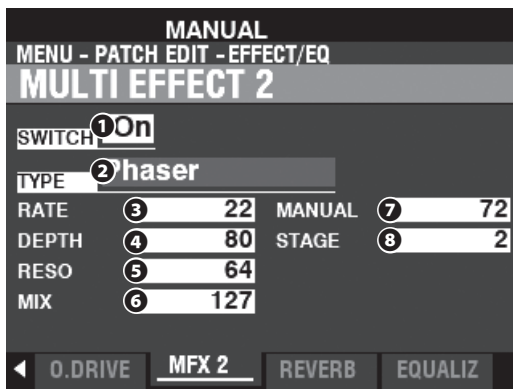 MANUAL
MENU - PATCH EDIT - EFFECT/EQ
MULTI EFFECT 2
SWITCH 1 On
TYPE 2 Phaser
RATE 3 22 MANUAL 7 72
DEPTH 4 80 STAGE 8 2
RESO 5 64
MIX 6 127
O.DRIVE MFX 2 REVERB EQUALIZ